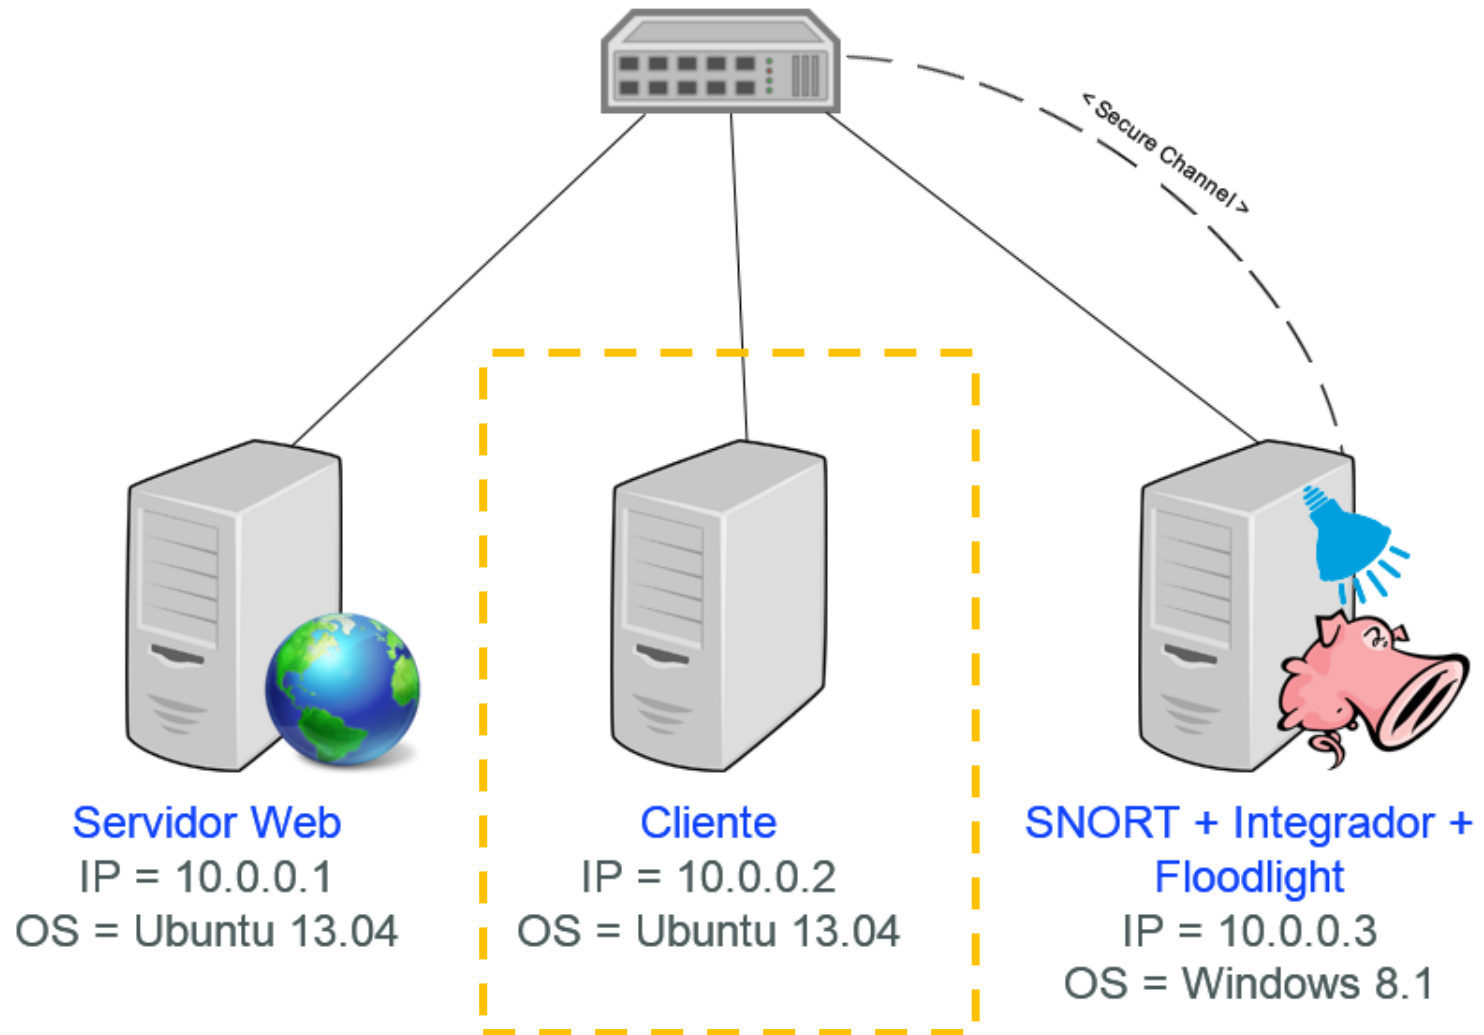 < Secure Channel >
Servidor Web
IP = 10.0.0.1
OS = Ubuntu 13.04
Cliente
IP = 10.0.0.2
OS = Ubuntu 13.04
SNORT + Integrador +
Floodlight
IP = 10.0.0.3
OS = Windows 8.1